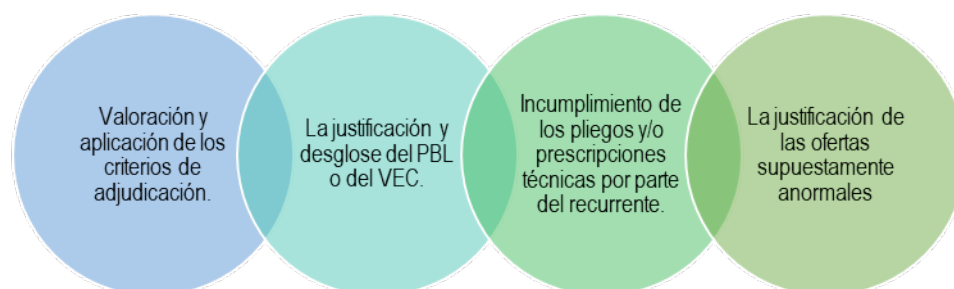 Valoración y
aplicación de los
criterios de
adjudicación.
La justificación y
desglose del PBL
o del VEC.
Incumplimiento de
los pliegos y/o
prescripciones
técnicas por parte
del recurrente.
La justificación de
las ofertas
supuestamente
anormales